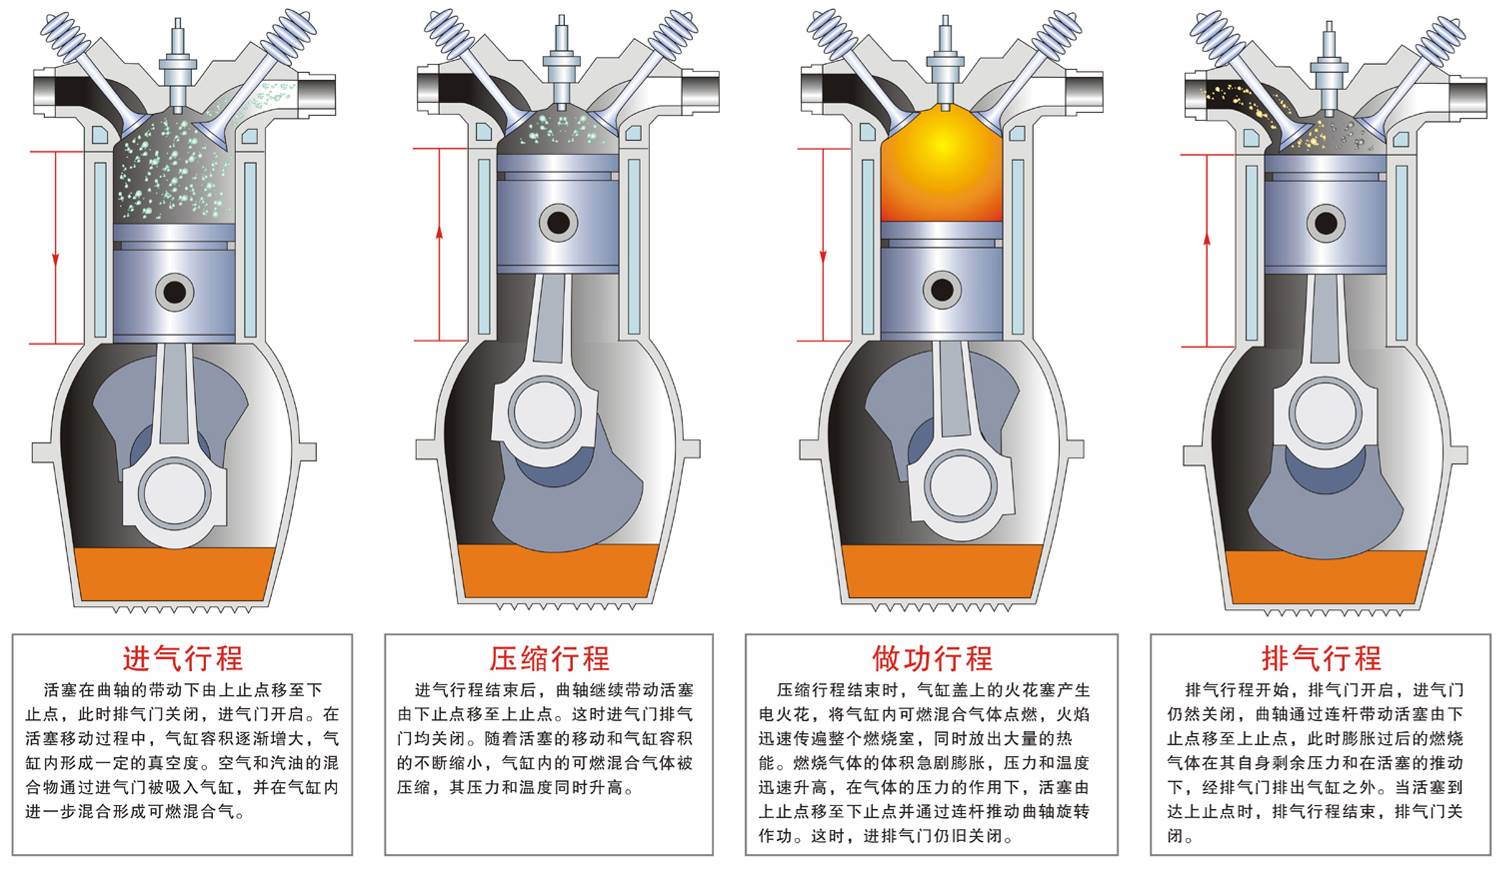 进气行程
活塞在曲轴的带动下由上止点移至下
止点，此时排气门关闭，进气门开启。在
活塞移动过程中，气缸容积逐渐增大，气
缸内形成一定的真空度。空气和汽油的混
合物通过进气门被吸入气缸，并在气缸内
进一步混合形成可燃混合气。
压缩行程
进气行程结束后，曲轴继续带动活塞
由下止点移至上止点。这时进气门排气
门均关闭。随着活塞的移动和气缸容积
的不断缩小，气缸内的可燃混合气体被
压缩，其压力和温度同时升高。
做功行程
压缩行程结束时，气缸盖上的火花塞产生
电火花，将气缸内可燃混合气体点燃，火焰
迅速传遍整个燃烧室，同时放出大量的热
能。燃烧气体的体积急剧膨胀，压力和温度
迅速升高，在气体的压力的作用下，活塞由
上止点移至下止点并通过连杆推动曲轴旋转
作功。这时，进排气门仍旧关闭。
排气行程
排气行程开始，排气门开启，进气门
仍然关闭，曲轴通过连杆带动活塞由下
止点移至上止点，此时膨胀过后的燃烧
气体在其自身剩余压力和在活塞的推动
下，经排气门排出气缸之外。当活塞到
达上止点时，排气行程结束，排气门关
闭。